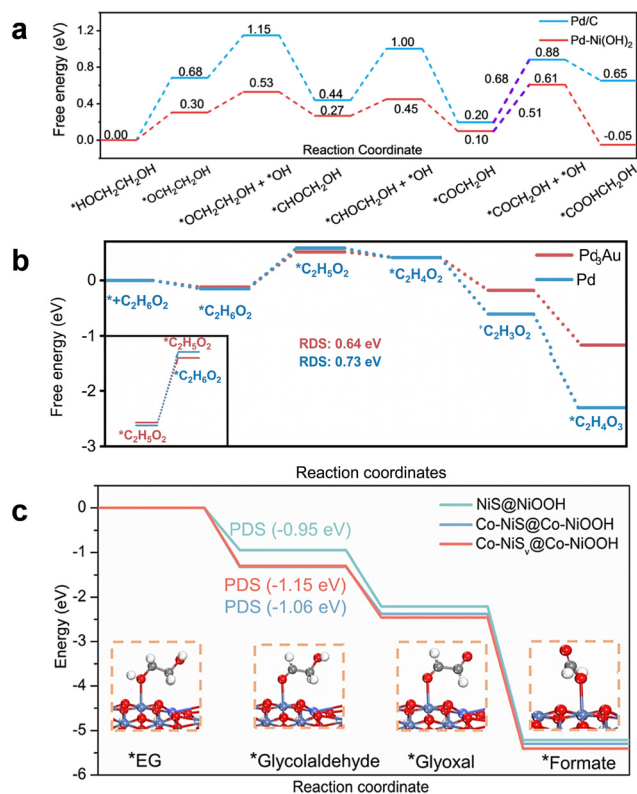 a
Free energy (eV)
1.2
0.8
0.4
0.0
Pd/C
Pd-Ni(OH)₂
0.00
0.68
0.30
1.15
0.53
0.44
0.27
1.00
0.45
0.20
0.10
0.68
0.51
0.88
0.61
0.65
-0.05
Reaction Coordinate
*HOCH₂CH₂OH
*OCH₂CH₂OH
*OCH₂CH₂OH + *OH
*CHOCH₂OH
*CHOCH₂OH + *OH
*COCH₂OH
*COCH₂OH + *OH
*COOHCH₂OH
b
Free energy (eV)
0
-1
-2
-3
Pd₃Au
Pd
*+C₂H₆O₂
*C₂H₆O₂
*C₂H₅O₂
*C₂H₄O₂
*C₂H₃O₂
*C₂H₄O₃
RDS: 0.64 eV
RDS: 0.73 eV
*C₂H₅O₂
*C₂H₆O₂
*C₂H₅O₂
Reaction coordinates
c
Energy (eV)
0
-1
-2
-3
-4
-5
-6
NiS@NiOOH
Co-NiS@Co-NiOOH
Co-NiSᵥ@Co-NiOOH
PDS (-0.95 eV)
PDS (-1.15 eV)
PDS (-1.06 eV)
*EG
*Glycolaldehyde
*Glyoxal
*Formate
Reaction coordinate